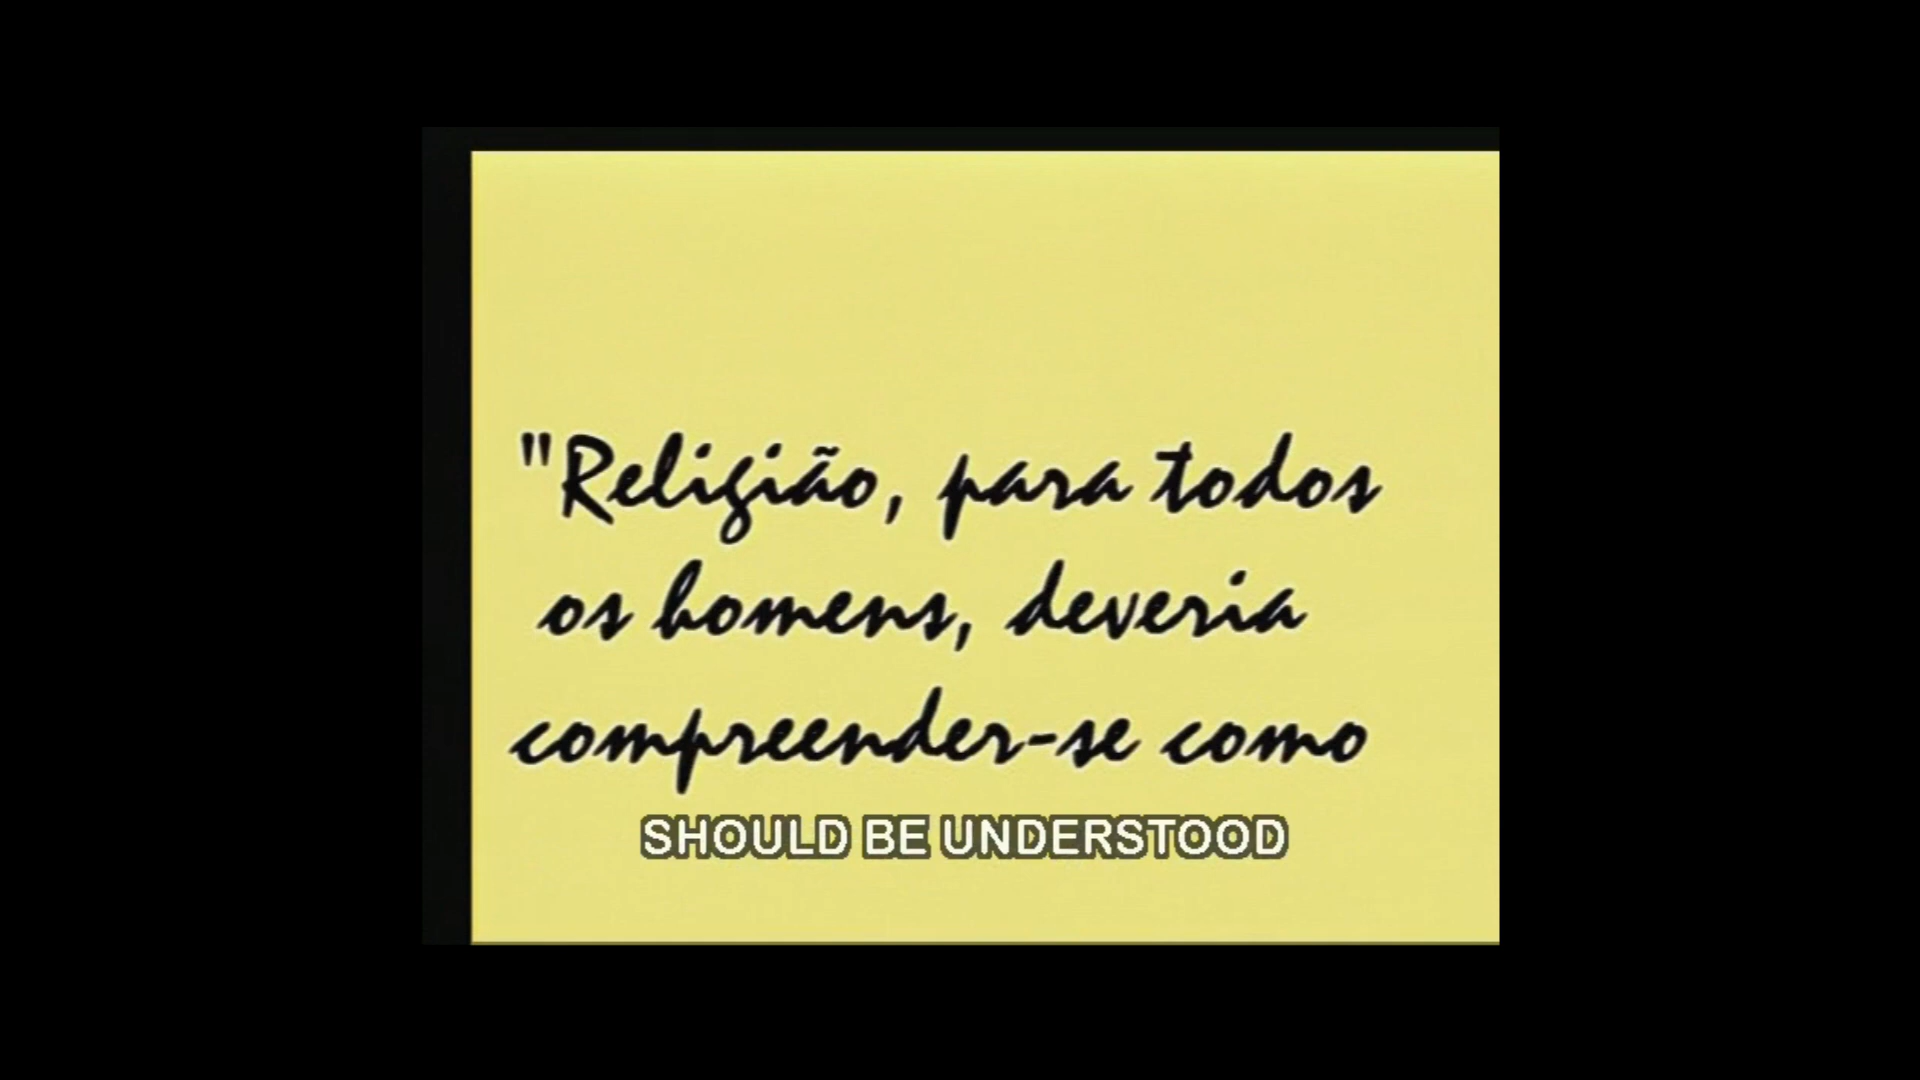 "Religião, para todos
os homens, deveria
compreender-se como
SHOULD BE UNDERSTOOD